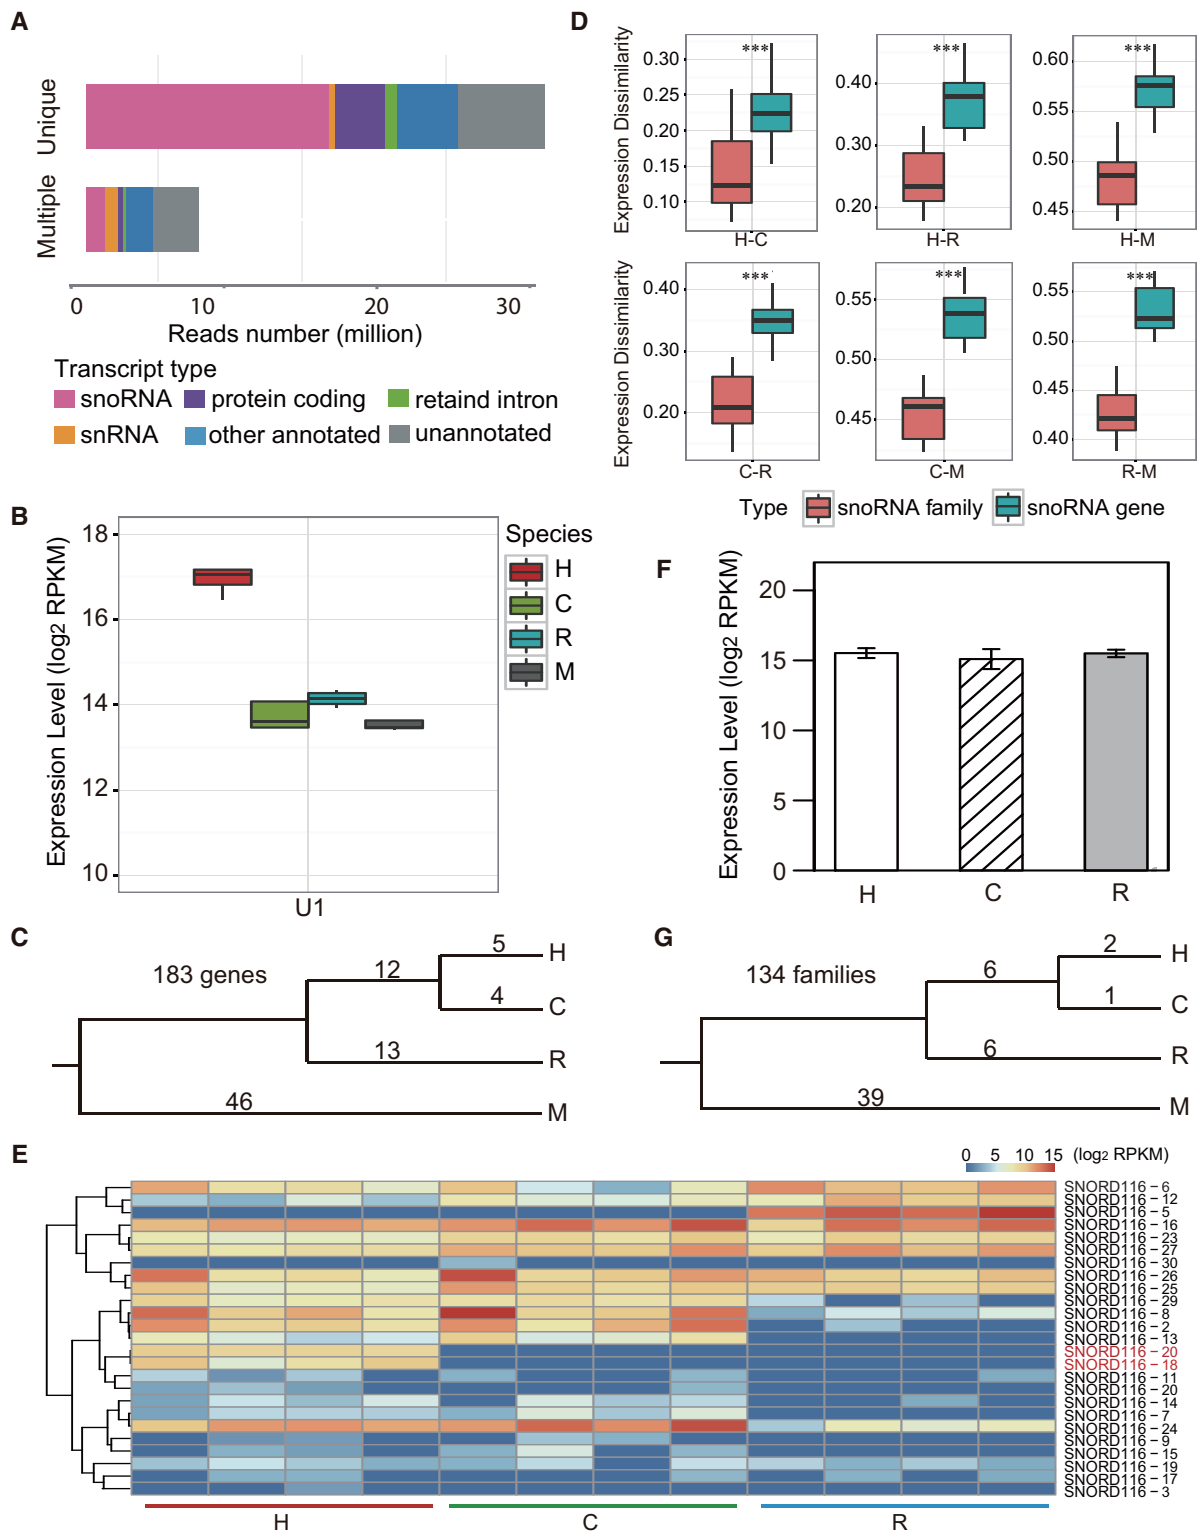 A
Unique
Multiple
0 10 20 30
Reads number (million)
Transcript type
snoRNA protein coding retaind intron
snRNA other annotated unannotated
D
Expression Dissimilarity
0.30
0.25
0.20
0.15
0.10
***
H-C
0.40
0.30
0.20
***
H-R
0.60
0.55
0.50
0.45
***
H-M
Expression Dissimilarity
0.40
0.30
0.20
***
C-R
0.55
0.50
0.45
***
C-M
0.55
0.50
0.45
0.40
***
R-M
Type snoRNA family snoRNA gene
B
Expression Level (log2 RPKM)
18
16
14
12
10
U1
Species
H
C
R
M
F
Expression Level (log2 RPKM)
20
15
10
5
0
H C R
C
183 genes
5
12
4
13
46
H
C
R
M
G
134 families
2
6
1
6
39
H
C
R
M
E
0 5 10 15 (log2 RPKM)
SNORD116-6
SNORD116-12
SNORD116-5
SNORD116-16
SNORD116-23
SNORD116-27
SNORD116-30
SNORD116-26
SNORD116-25
SNORD116-29
SNORD116-8
SNORD116-2
SNORD116-13
SNORD116-20
SNORD116-18
SNORD116-11
SNORD116-20
SNORD116-14
SNORD116-7
SNORD116-24
SNORD116-9
SNORD116-15
SNORD116-19
SNORD116-17
SNORD116-3
H C R